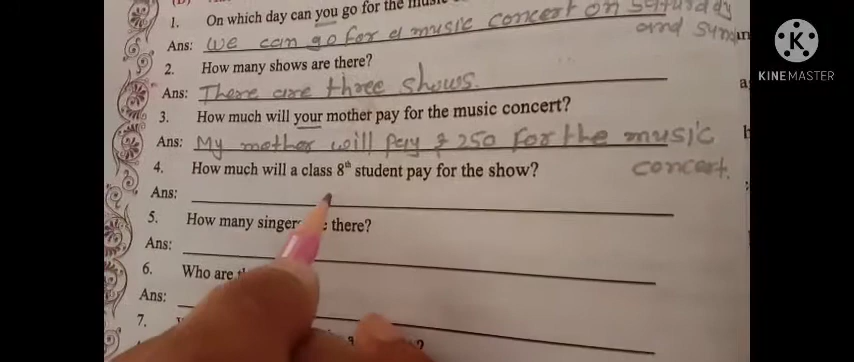 1. On which day can you go for the music
Ans: We can go for a music concert on saturday
and sunday
2. How many shows are there?
Ans: There are three shows.
3. How much will your mother pay for the music concert?
Ans: My mother will pay ₹ 250 for the music
concert.
4. How much will a class 8th student pay for the show?
Ans:
5. How many singers there?
Ans:
6. Who are
Ans:
7.
K
KINEMASTER